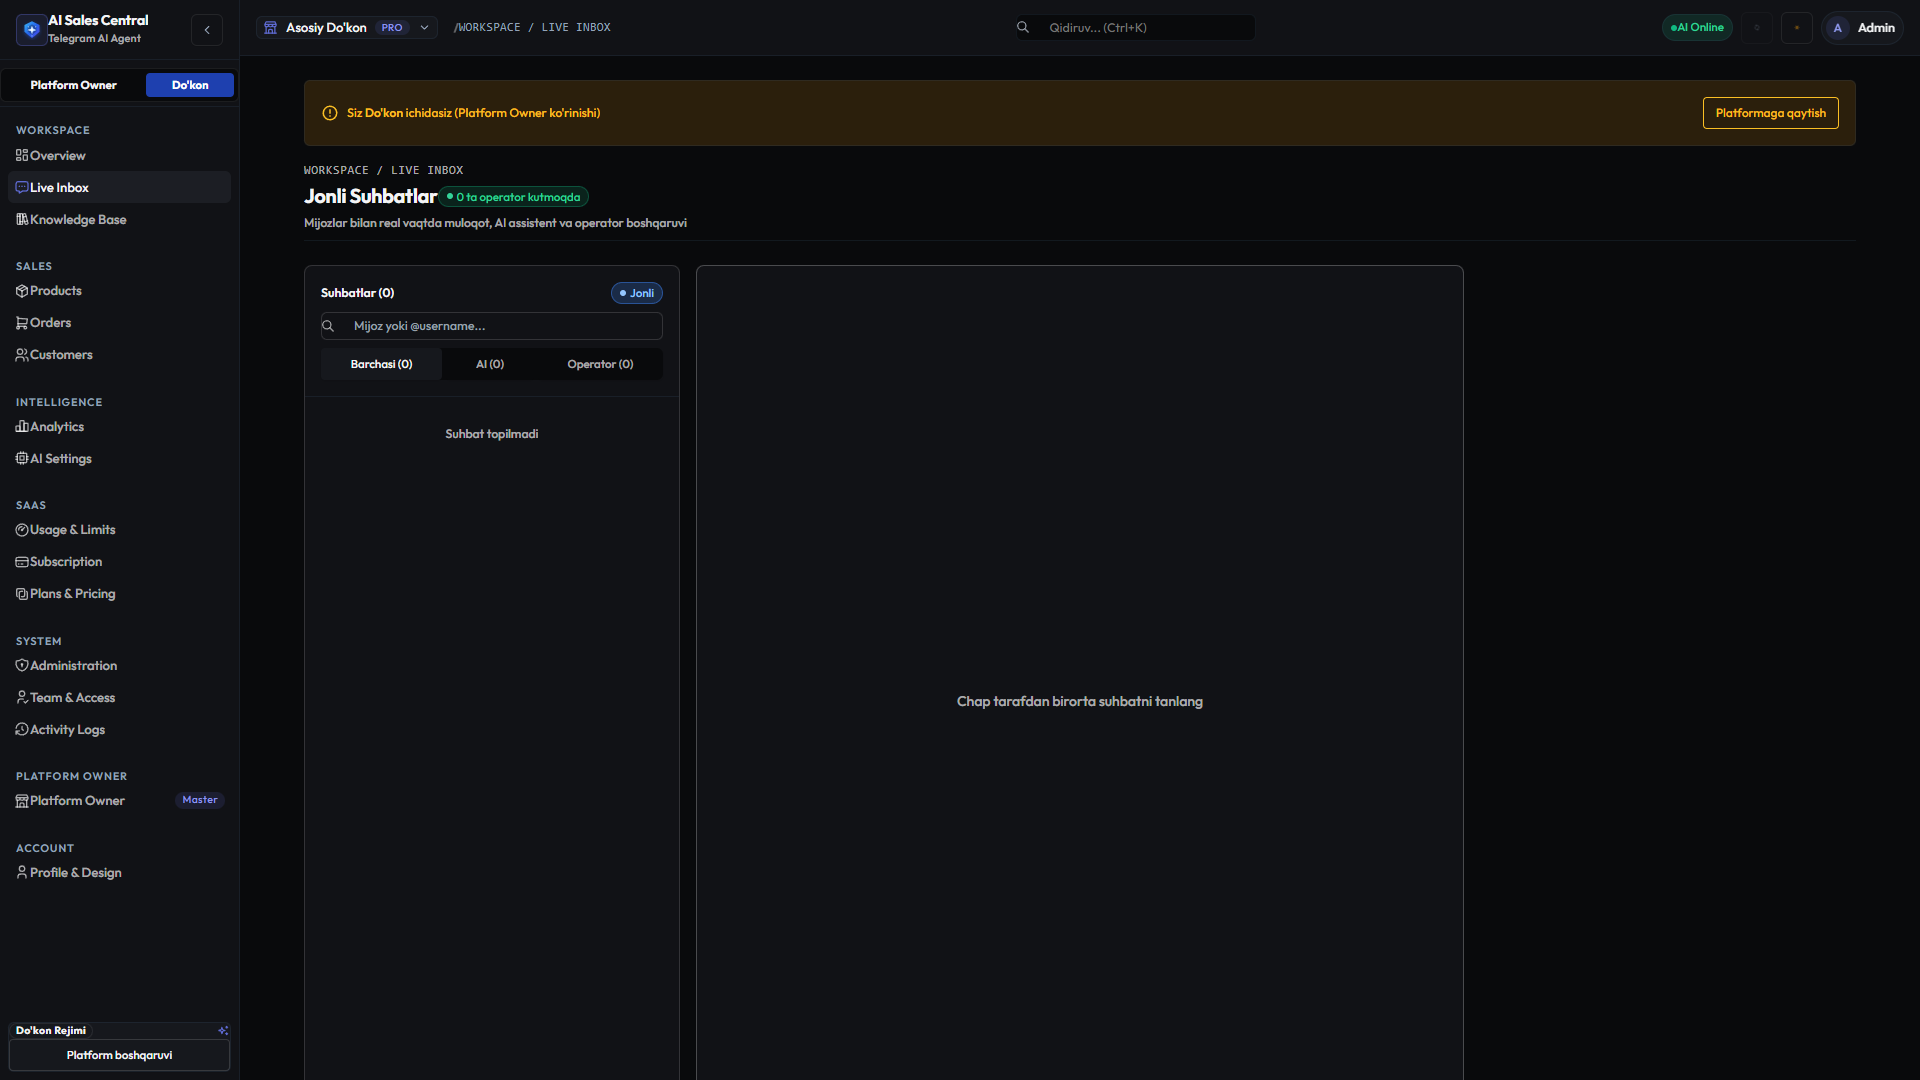 AI Sales Central
Telegram AI Agent
Platform Owner
Do'kon
WORKSPACE
Overview
Live Inbox
Knowledge Base
SALES
Products
Orders
Customers
INTELLIGENCE
Analytics
AI Settings
SAAS
Usage & Limits
Subscription
Plans & Pricing
SYSTEM
Administration
Team & Access
Activity Logs
PLATFORM OWNER
Platform Owner Master
ACCOUNT
Profile & Design
Do'kon Rejimi
Platform boshqaruvi
Asosiy Do'kon PRO
/WORKSPACE / LIVE INBOX
Qidiruv... (Ctrl+K)
AI Online
A Admin
Siz Do'kon ichidasiz (Platform Owner ko'rinishi)
Platformaga qaytish
WORKSPACE / LIVE INBOX
Jonli Suhbatlar 0 ta operator kutmoqda
Mijozlar bilan real vaqtda muloqot, AI assistent va operator boshqaruvi
Suhbatlar (0) Jonli
Mijoz yoki @username...
Barchasi (0) AI (0) Operator (0)
Suhbat topilmadi
Chap tarafdan birorta suhbatni tanlang